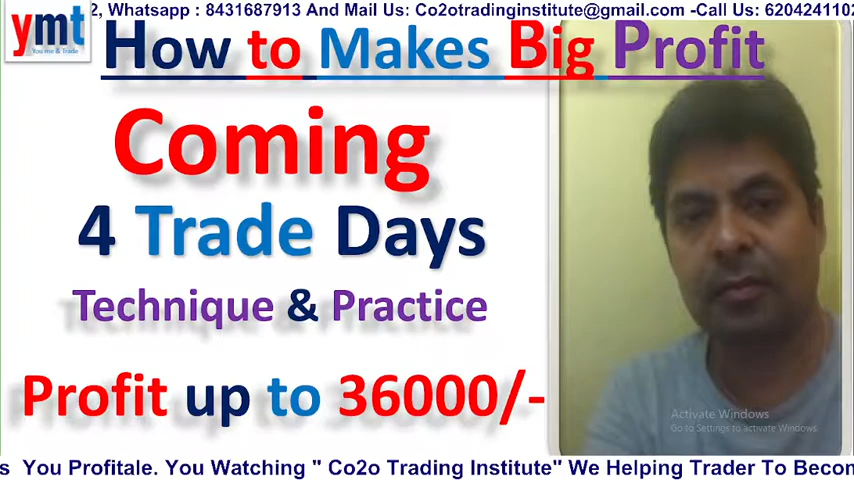 2, Whatsapp : 8431687913 And Mail Us: Co2otradinginstitute@gmail.com -Call Us: 6204241102
ymt
You me & Trade
How to Makes Big Profit
Coming
4 Trade Days
Technique & Practice
Profit up to 36000/-
Activate Windows
Go to Settings to activate Windows.
s You Profitale. You Watching " Co2o Trading Institute" We Helping Trader To Becom